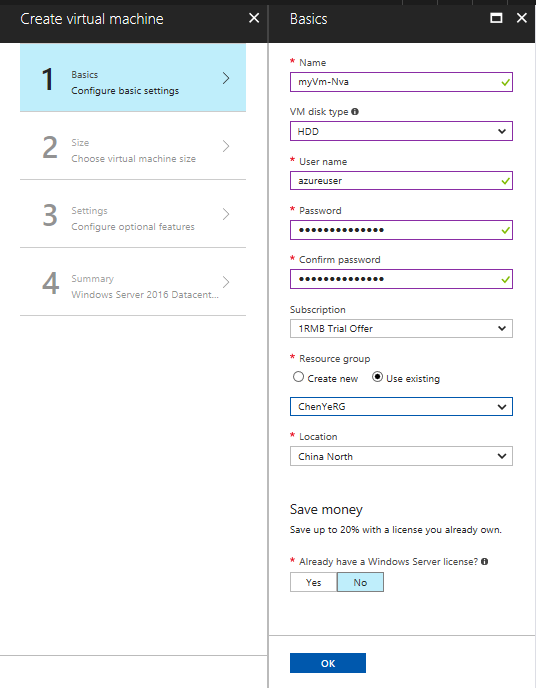 Create virtual machine
1
Basics
Configure basic settings
2
Size
Choose virtual machine size
3
Settings
Configure optional features
4
Summary
Windows Server 2016 Datacent...
Basics
* Name
myVm-Nva
VM disk type
HDD
* User name
azureuser
* Password
••••••••••••••
* Confirm password
••••••••••••••
Subscription
1RMB Trial Offer
* Resource group
Create new Use existing
ChenYeRG
* Location
China North
Save money
Save up to 20% with a license you already own.
* Already have a Windows Server license?
Yes No
OK